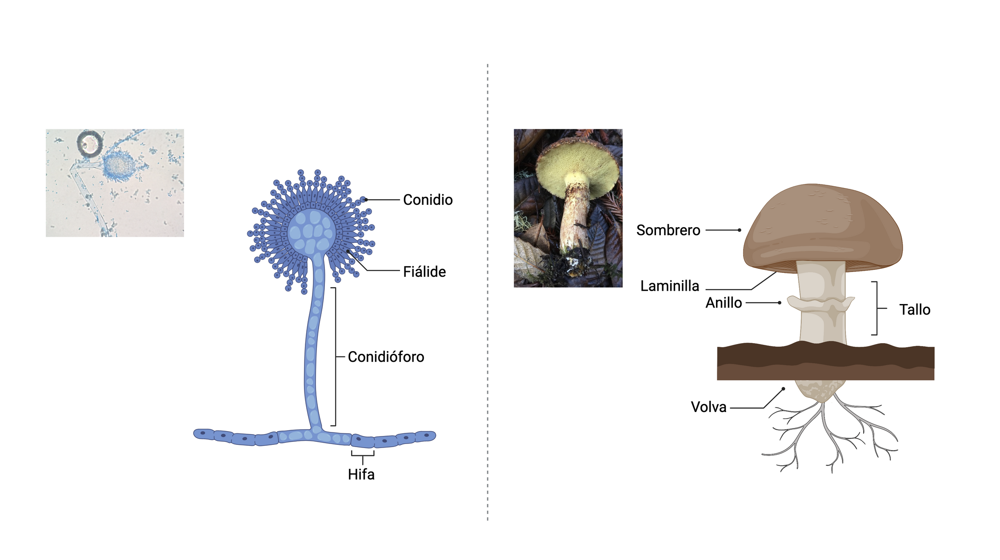 Conidio
Fiálide
Conidióforo
Hifa
Sombrero
Laminilla
Anillo
Tallo
Volva